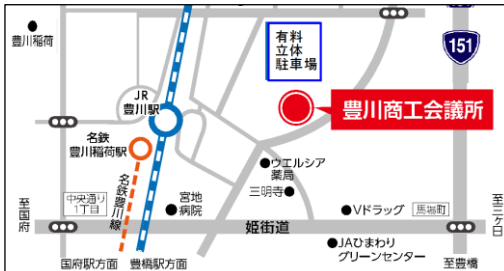 豊川稲荷
有料
立体
駐車場
151
JR
豊川駅
豊川商工会議所
名鉄
豊川稲荷駅
ウエルシア
薬局
三明寺
名鉄豊川線
中央通り
1丁目
宮地
病院
Vドラッグ
馬場町
至国府
至三ケ日
姫街道
JAひまわり
グリーンセンター
国府駅方面
豊橋駅方面
至豊橋